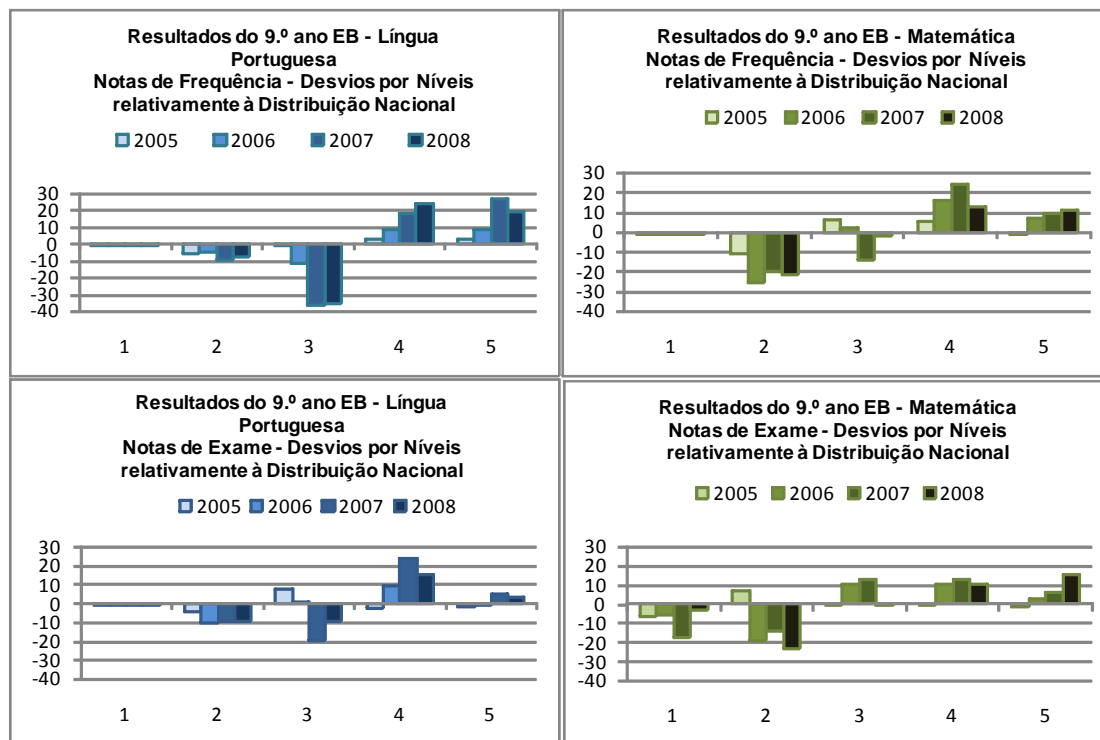 Resultados do 9.º ano EB - Língua
Portuguesa
Notas de Frequência - Desvios por Níveis
relativamente à Distribuição Nacional
2005 2006 2007 2008
30
20
10
0
-10
-20
-30
-40
1 2 3 4 5
Resultados do 9.º ano EB - Matemática
Notas de Frequência - Desvios por Níveis
relativamente à Distribuição Nacional
2005 2006 2007 2008
30
20
10
0
-10
-20
-30
-40
1 2 3 4 5
Resultados do 9.º ano EB - Língua
Portuguesa
Notas de Exame - Desvios por Níveis
relativamente à Distribuição Nacional
2005 2006 2007 2008
30
20
10
0
-10
-20
-30
-40
1 2 3 4 5
Resultados do 9.º ano EB - Matemática
Notas de Exame - Desvios por Níveis
relativamente à Distribuição Nacional
2005 2006 2007 2008
30
20
10
0
-10
-20
-30
-40
1 2 3 4 5